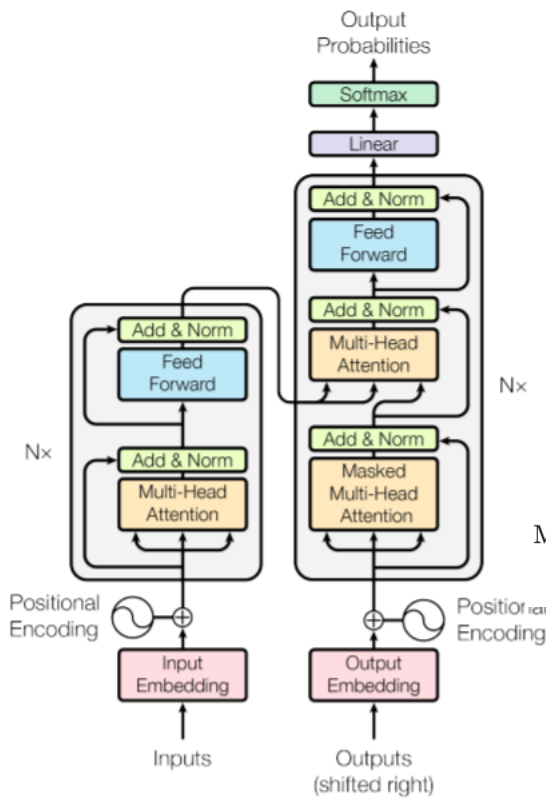 Output
Probabilities
Softmax
Linear
Add & Norm
Feed
Forward
Add & Norm
Multi-Head
Attention
Add & Norm
Masked
Multi-Head
Attention
N×
Add & Norm
Feed
Forward
Add & Norm
Multi-Head
Attention
N×
Positional
Encoding
Input
Embedding
Inputs
Encoding
Output
Embedding
Outputs
(shifted right)
M